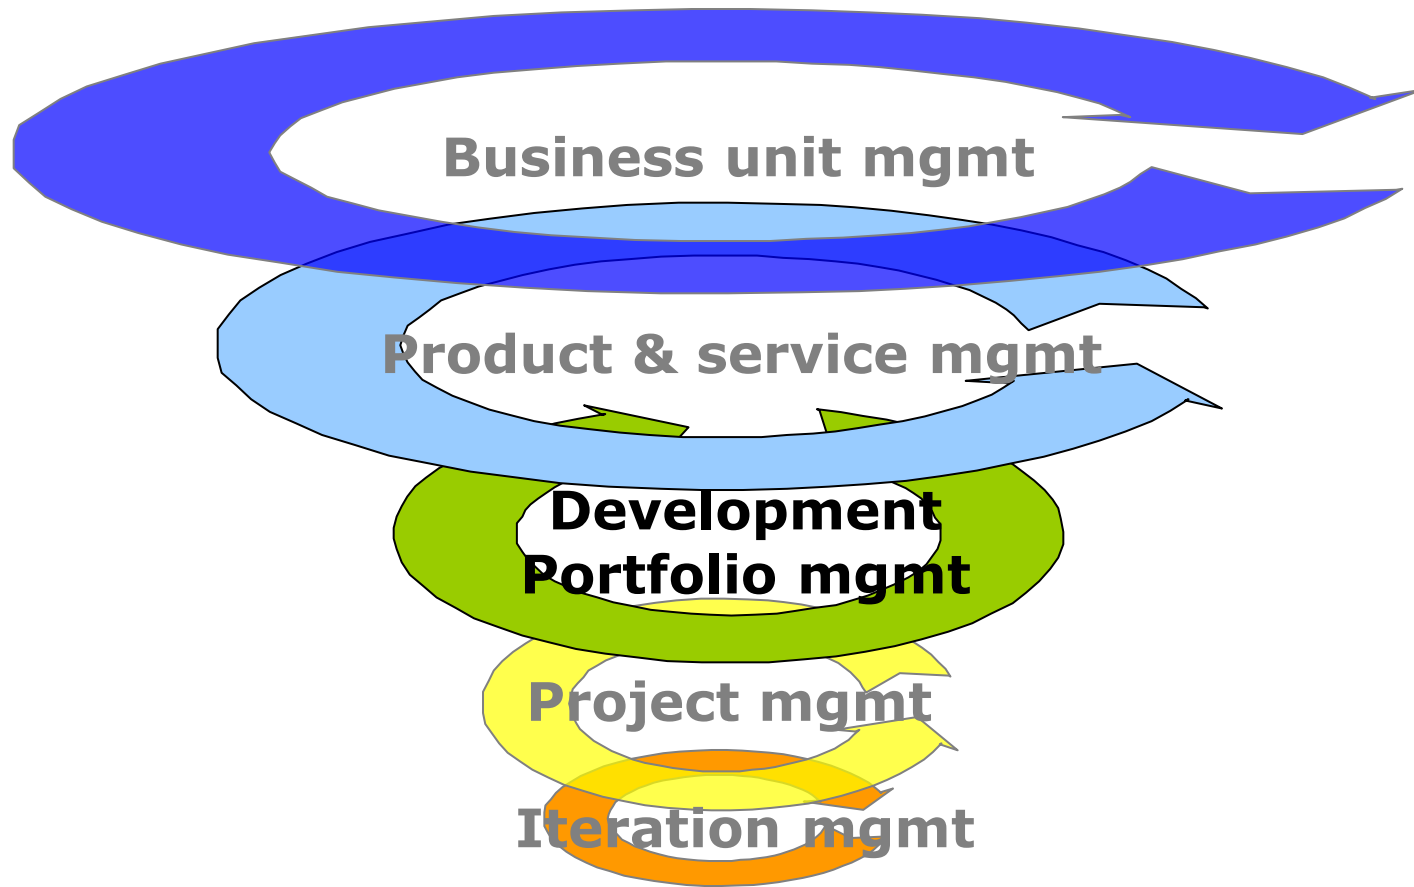 Business unit mgmt
Product & service mgmt
Development
Portfolio mgmt
Project mgmt
Iteration mgmt